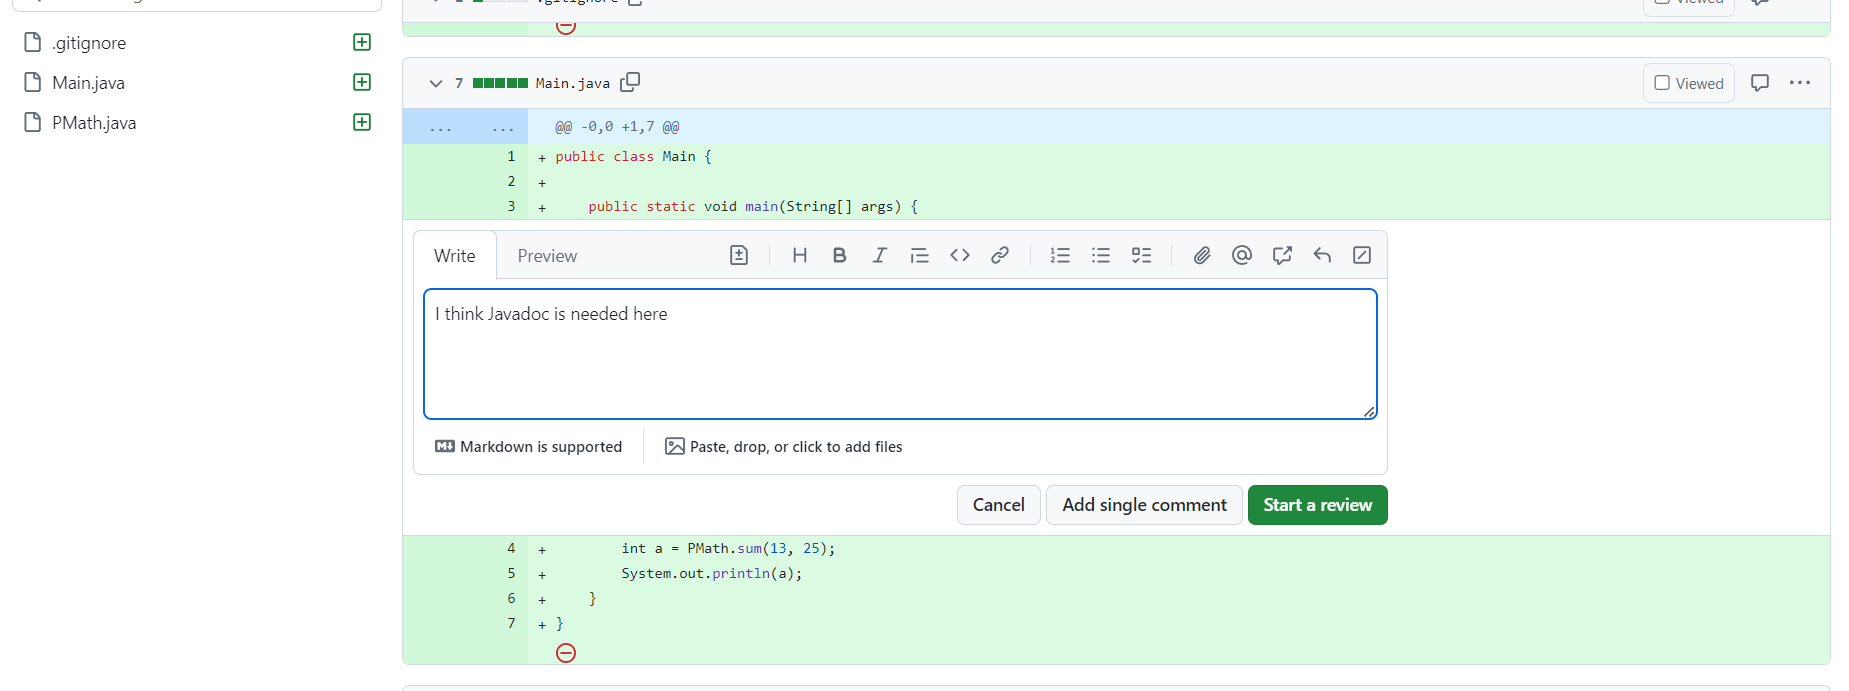 .gitignore
Viewed
.gitignore
Main.java
PMath.java
7 Main.java
Viewed
... ... @@ -0,0 +1,7 @@
1 + public class Main {
2 +
3 + public static void main(String[] args) {
Write Preview
I think Javadoc is needed here
Markdown is supported
Paste, drop, or click to add files
Cancel Add single comment Start a review
4 + int a = PMath.sum(13, 25);
5 + System.out.println(a);
6 + }
7 + }